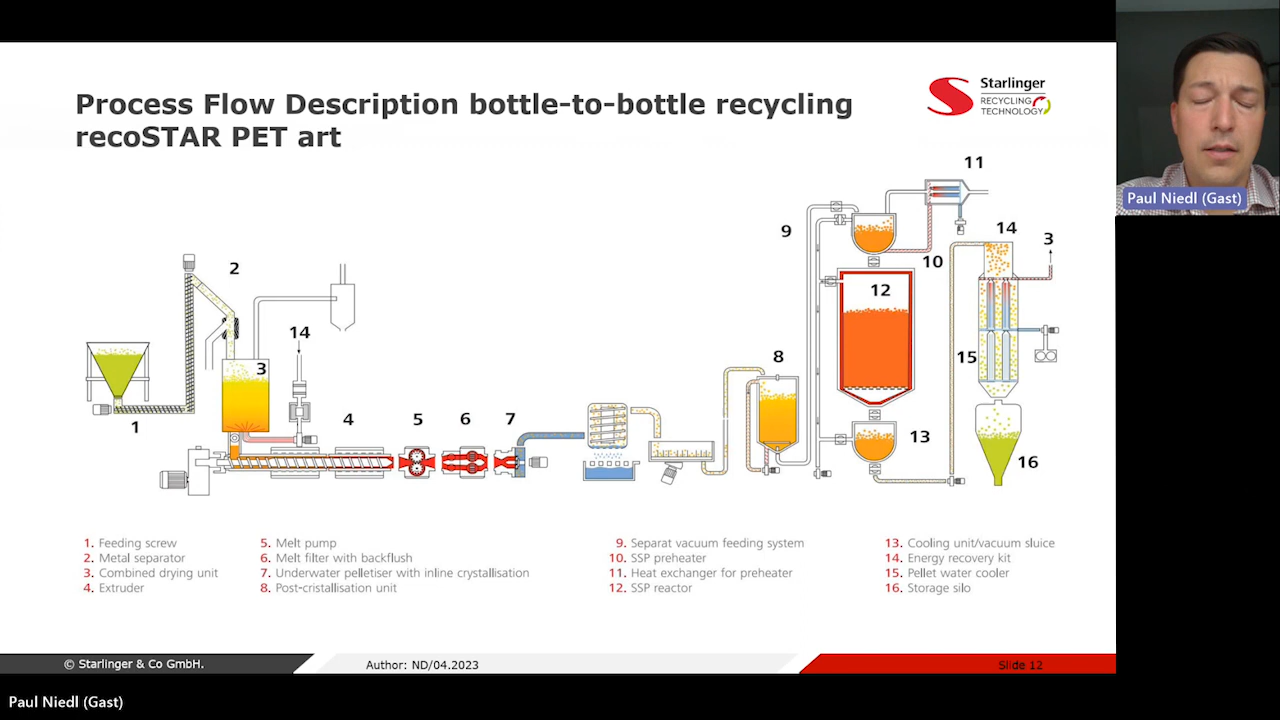 Process Flow Description bottle-to-bottle recycling
recoSTAR PET art
Starlinger
RECYCLING
TECHNOLOGY
Paul Niedl (Gast)
11
9
14
3
2
10
12
14
3
15
8
1
4
5
6
7
13
16
1. Feeding screw
2. Metal separator
3. Combined drying unit
4. Extruder
5. Melt pump
6. Melt filter with backflush
7. Underwater pelletiser with inline crystallisation
8. Post-cristallisation unit
9. Separat vacuum feeding system
10. SSP preheater
11. Heat exchanger for preheater
12. SSP reactor
13. Cooling unit/vacuum sluice
14. Energy recovery kit
15. Pellet water cooler
16. Storage silo
© Starlinger & Co GmbH.
Author: ND/04.2023
Slide 12
Paul Niedl (Gast)